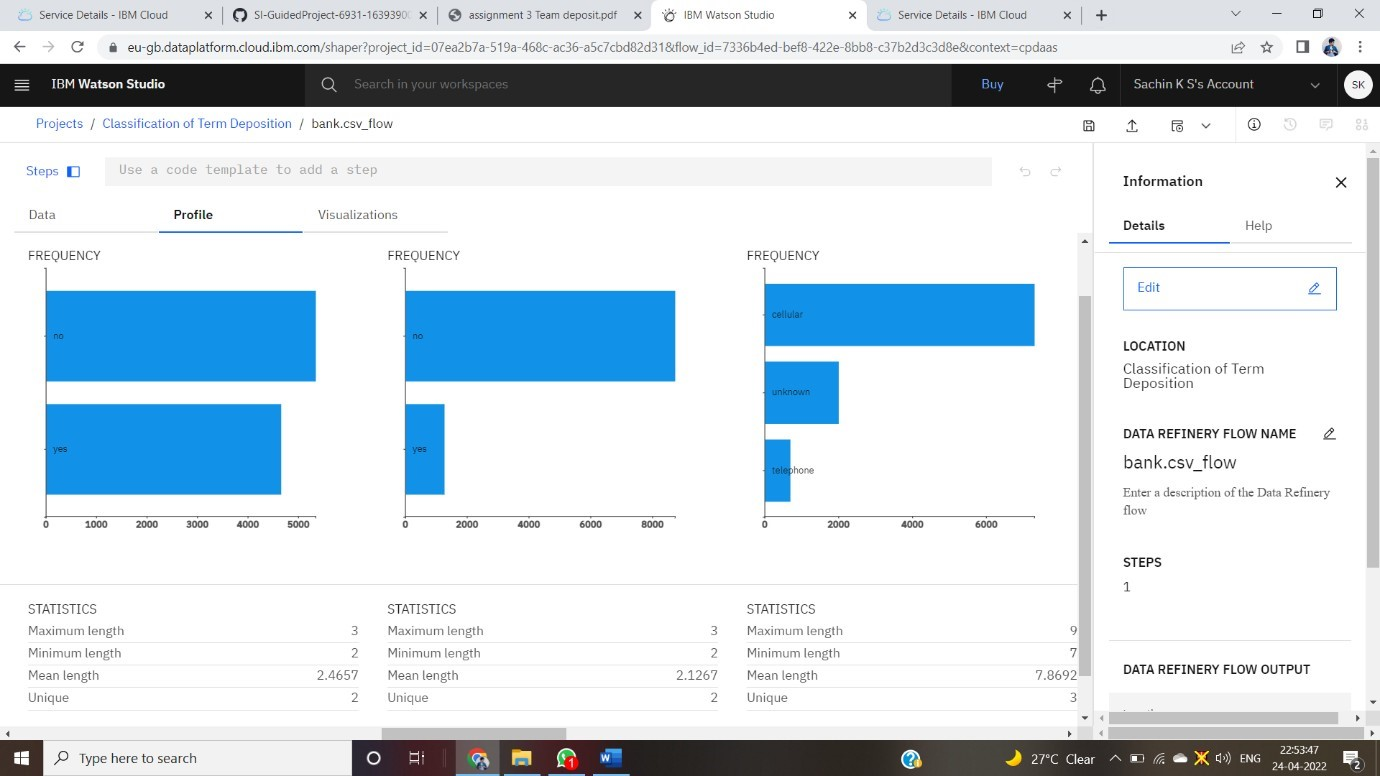 Service Details - IBM Cloud
SI-GuidedProject-6931-16393900
assignment 3 Team deposit.pdf
IBM Watson Studio
Service Details - IBM Cloud
eu-gb.dataplatform.cloud.ibm.com/shaper?project_id=07ea2b7a-519a-468c-ac36-a5c7cbd82d31&flow_id=7336b4ed-bef8-422e-8bb8-c37b2d3c3d8e&context=cpdaas
IBM Watson Studio
Search in your workspaces
Buy
Sachin K S's Account
SK
Projects / Classification of Term Deposition / bank.csv_flow
Steps
Use a code template to add a step
Data
Profile
Visualizations
FREQUENCY
no
yes
0 1000 2000 3000 4000 5000
FREQUENCY
no
yes
0 2000 4000 6000 8000
FREQUENCY
cellular
unknown
telephone
0 2000 4000 6000
STATISTICS
Maximum length 3
Minimum length 2
Mean length 2.4657
Unique 2
STATISTICS
Maximum length 3
Minimum length 2
Mean length 2.1267
Unique 2
STATISTICS
Maximum length 9
Minimum length 7
Mean length 7.8692
Unique 3
Information
Details
Help
Edit
LOCATION
Classification of Term
Deposition
DATA REFINERY FLOW NAME
bank.csv_flow
Enter a description of the Data Refinery
flow
STEPS
1
DATA REFINERY FLOW OUTPUT
Type here to search
1
27°C Clear
ENG
22:53:47
24-04-2022
2